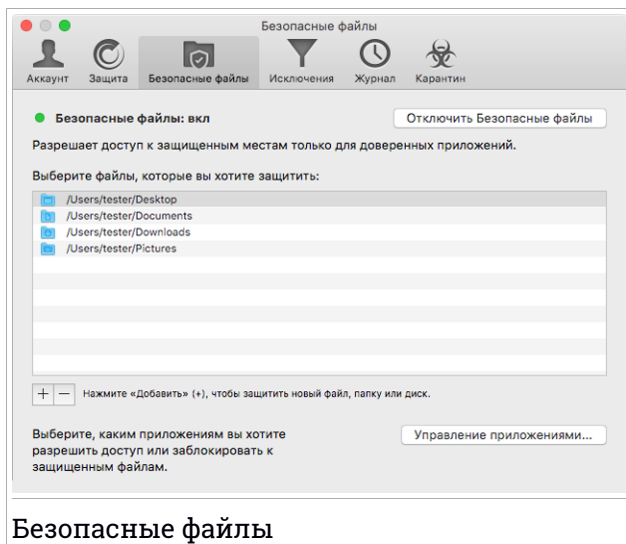 Безопасные файлы
Аккаунт Защита Безопасные файлы Исключения Журнал Карантин
Безопасные файлы: вкл
Отключить Безопасные файлы
Разрешает доступ к защищенным местам только для доверенных приложений.
Выберите файлы, которые вы хотите защитить:
/Users/tester/Desktop
/Users/tester/Documents
/Users/tester/Downloads
/Users/tester/Pictures
+ − Нажмите «Добавить» (+), чтобы защитить новый файл, папку или диск.
Выберите, каким приложениям вы хотите
разрешить доступ или заблокировать к
защищенным файлам.
Управление приложениями...
Безопасные файлы